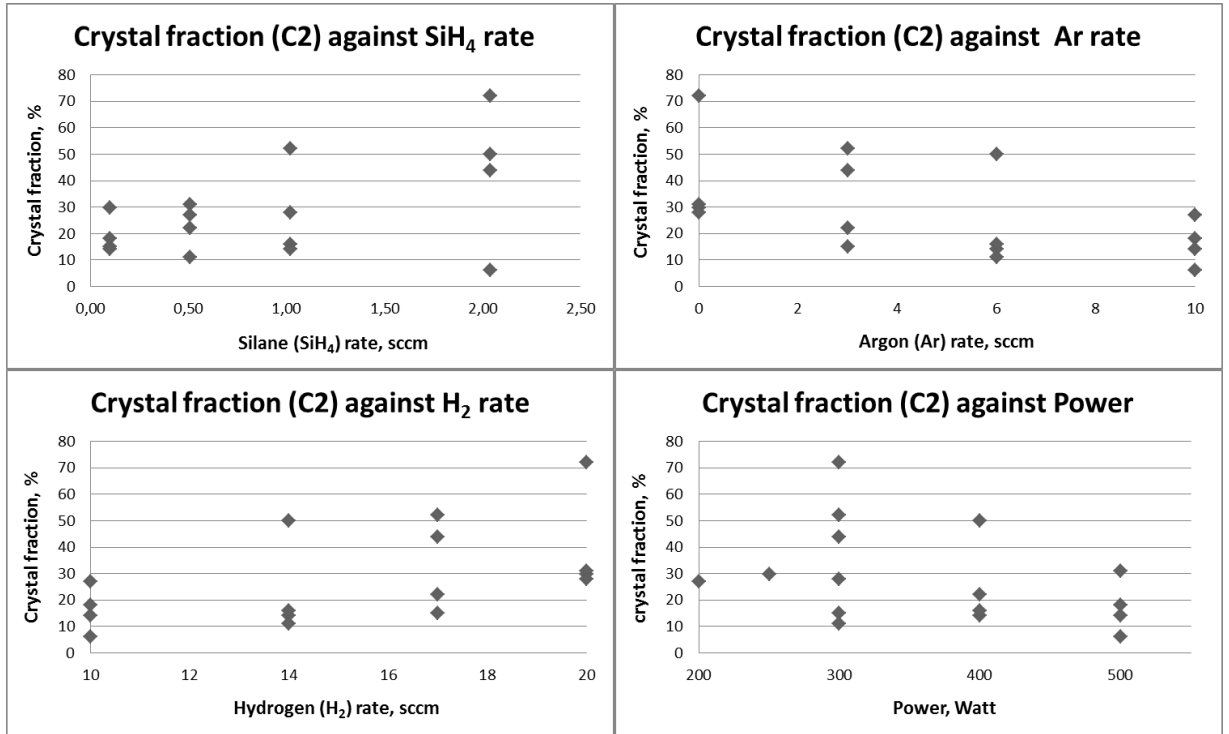 Crystal fraction (C2) against SiH₄ rate
Crystal fraction, %
80
70
60
50
40
30
20
10
0
0,00 0,50 1,00 1,50 2,00 2,50
Silane (SiH₄) rate, sccm
Crystal fraction (C2) against Ar rate
Crystal fraction, %
80
70
60
50
40
30
20
10
0
0 2 4 6 8 10
Argon (Ar) rate, sccm
Crystal fraction (C2) against H₂ rate
Crystal fraction, %
80
70
60
50
40
30
20
10
0
10 12 14 16 18 20
Hydrogen (H₂) rate, sccm
Crystal fraction (C2) against Power
crystal fraction, %
80
70
60
50
40
30
20
10
0
200 300 400 500
Power, Watt